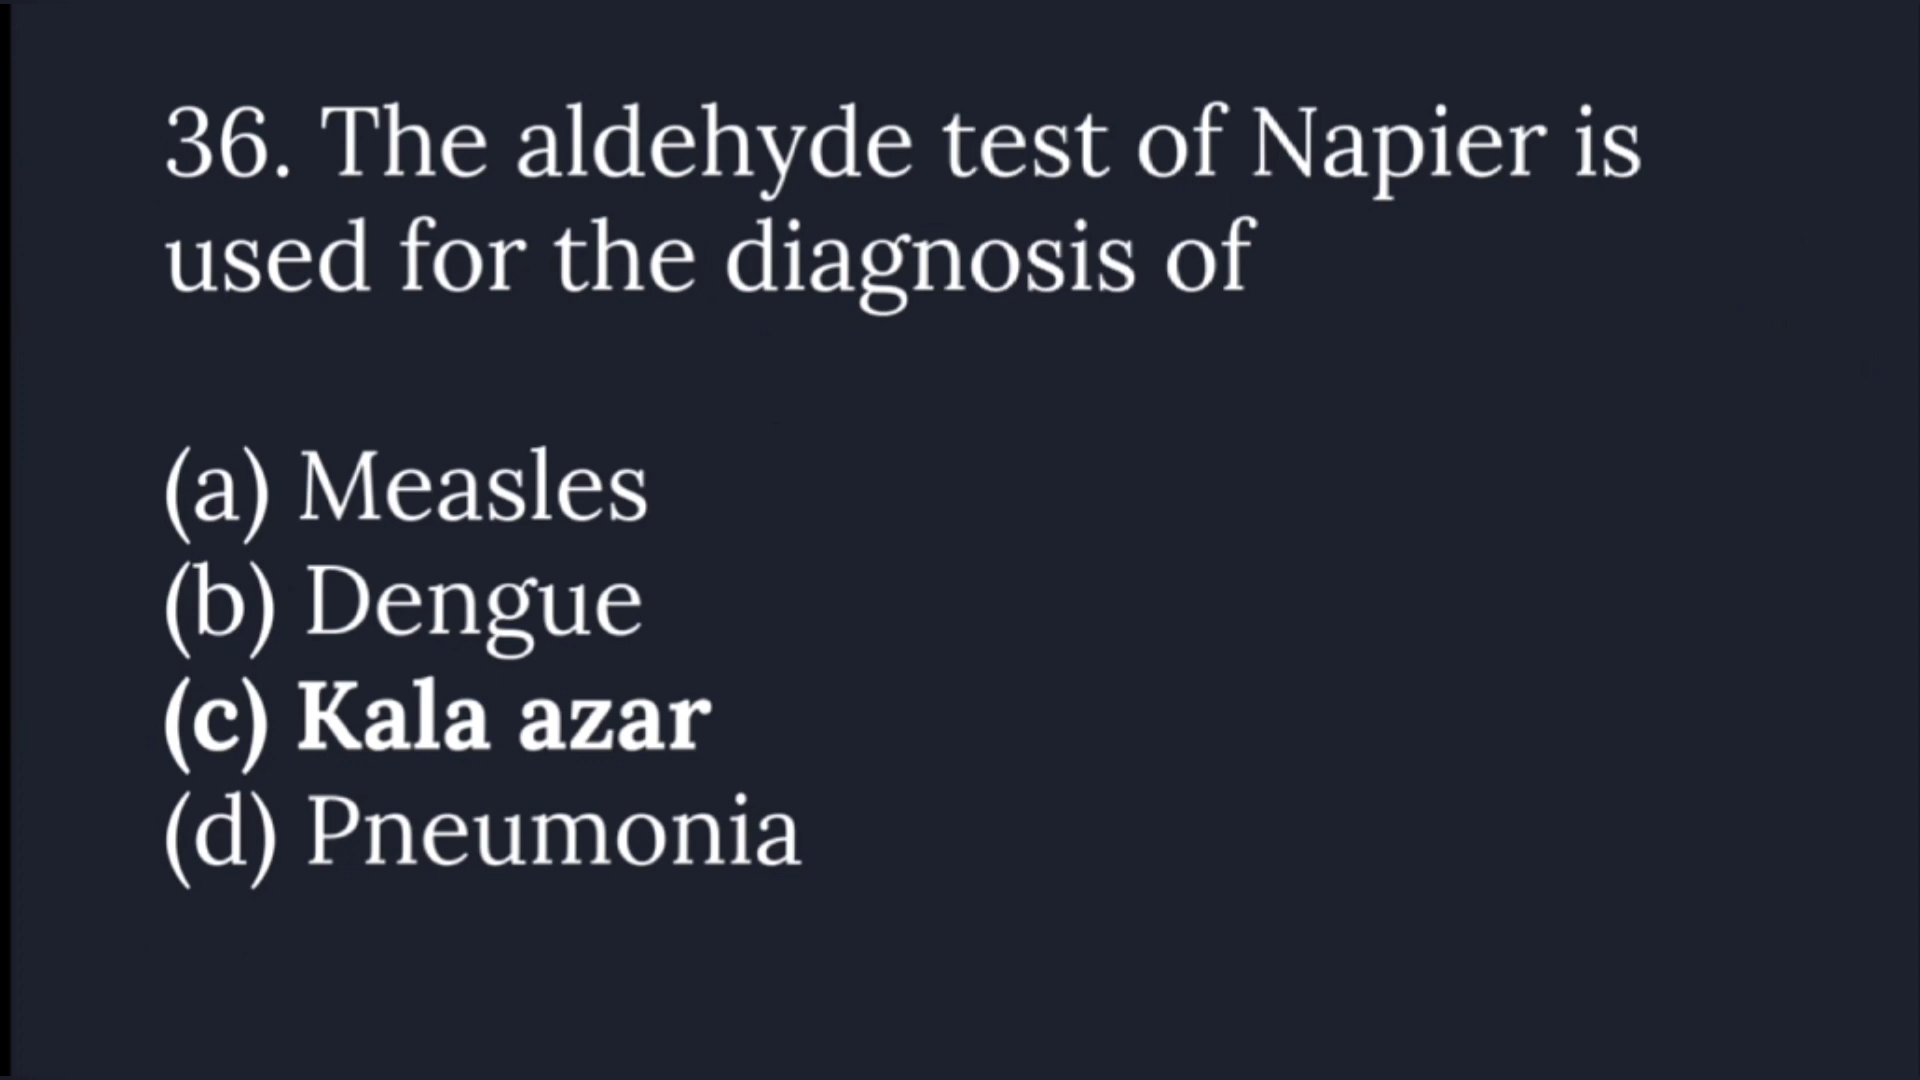 36. The aldehyde test of Napier is
used for the diagnosis of
(a) Measles
(b) Dengue
(c) Kala azar
(d) Pneumonia